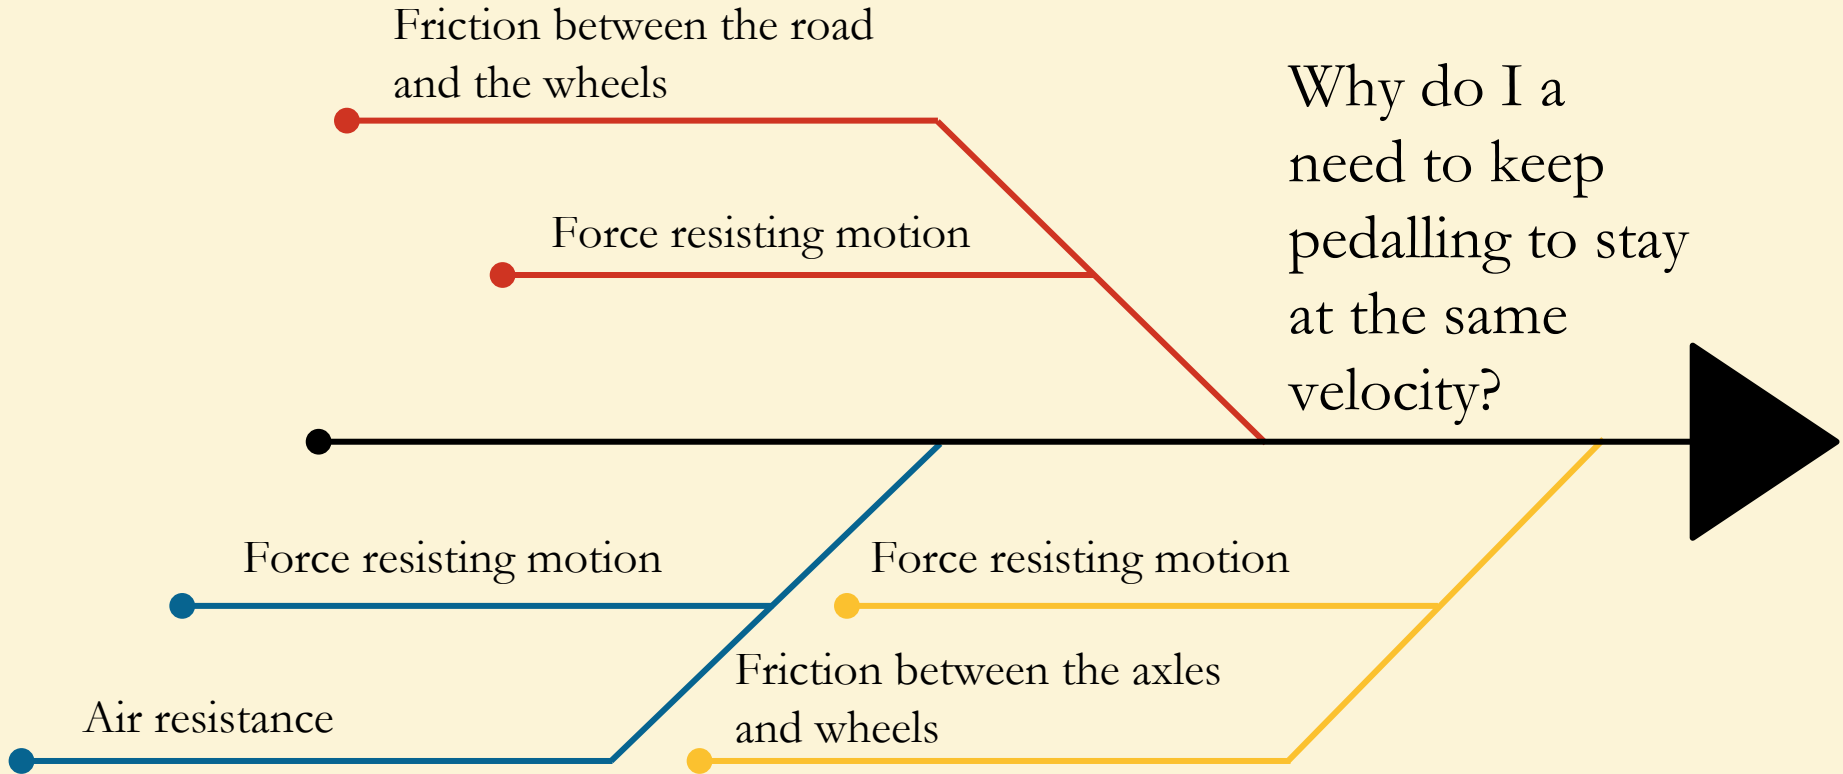 Friction between the road
and the wheels
Force resisting motion
Why do I a
need to keep
pedalling to stay
at the same
velocity?
Force resisting motion
Air resistance
Force resisting motion
Friction between the axles
and wheels